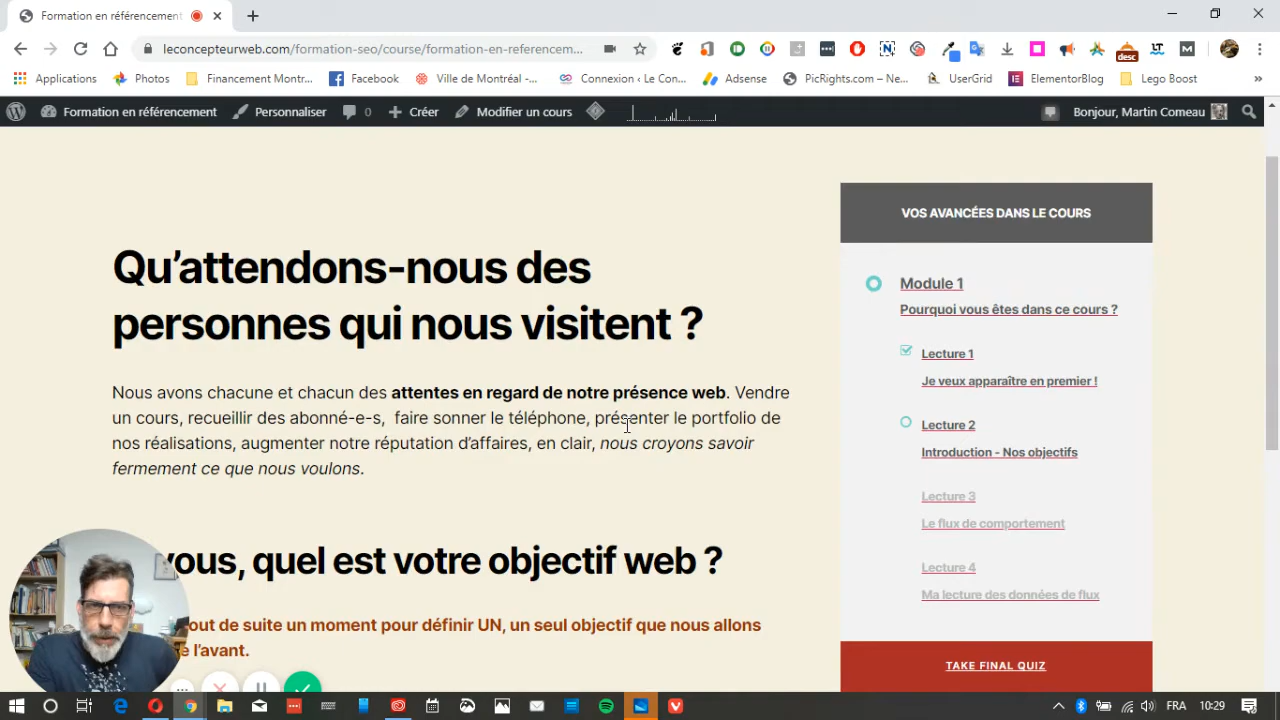 Formation en référencement
leconcepteurweb.com/formation-seo/course/formation-en-referencem...
desc
Applications
Photos
Financement Montr...
Facebook
Ville de Montréal -...
Connexion ‹ Le Con...
Adsense
PicRights.com – Ne...
UserGrid
ElementorBlog
Lego Boost
»
Formation en référencement
Personnaliser
0
Créer
Modifier un cours
Bonjour, Martin Comeau
Qu’attendons-nous des
personnes qui nous visitent ?
Nous avons chacune et chacun des attentes en regard de notre présence web. Vendre
un cours, recueillir des abonné-e-s, faire sonner le téléphone, présenter le portfolio de
nos réalisations, augmenter notre réputation d’affaires, en clair, nous croyons savoir
fermement ce que nous voulons.
vous, quel est votre objectif web ?
out de suite un moment pour définir UN, un seul objectif que nous allons
l’avant.
VOS AVANCÉES DANS LE COURS
Module 1
Pourquoi vous êtes dans ce cours ?
Lecture 1
Je veux apparaître en premier !
Lecture 2
Introduction - Nos objectifs
Lecture 3
Le flux de comportement
Lecture 4
Ma lecture des données de flux
TAKE FINAL QUIZ
FRA
10:29